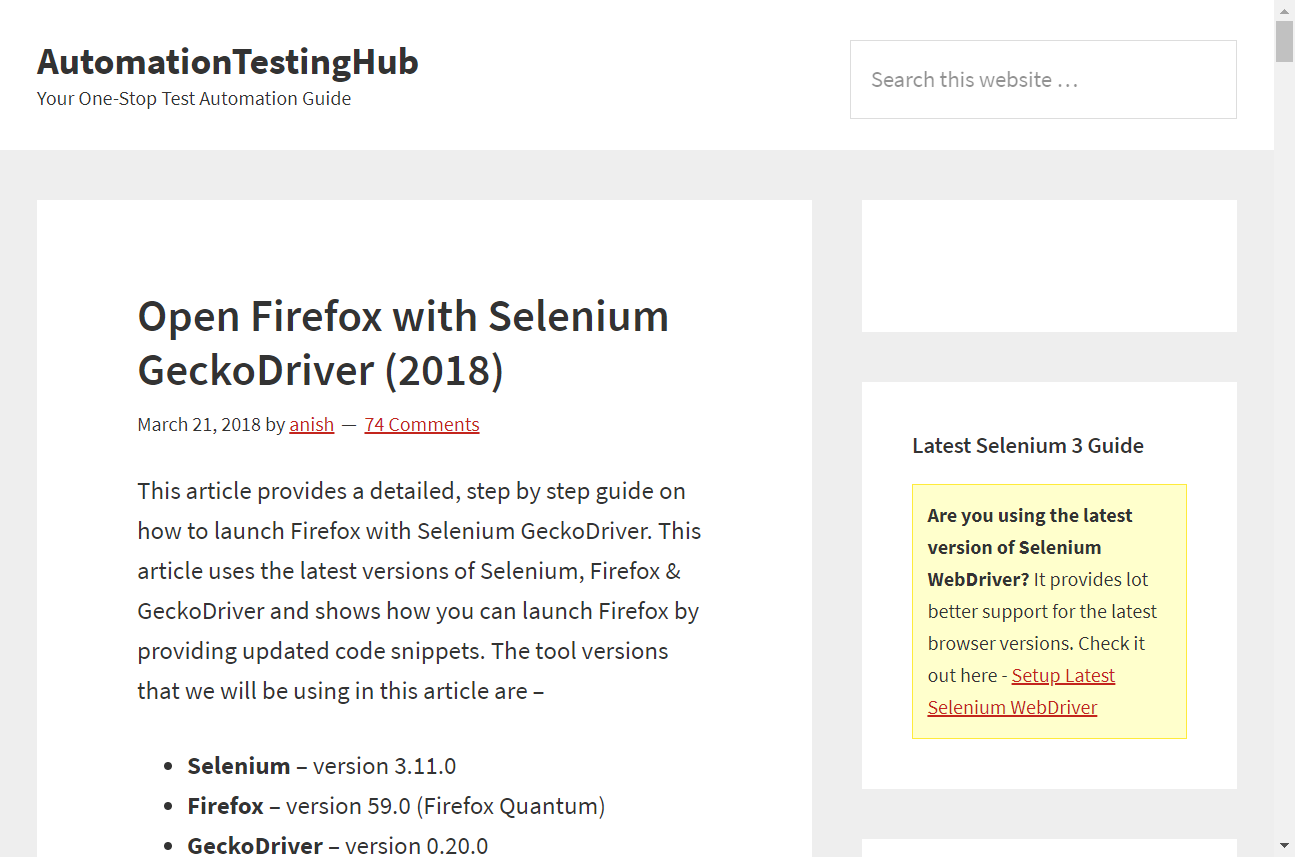 AutomationTestingHub
Your One-Stop Test Automation Guide
Search this website …
Open Firefox with Selenium
GeckoDriver (2018)
March 21, 2018 by anish — 74 Comments
This article provides a detailed, step by step guide on
how to launch Firefox with Selenium GeckoDriver. This
article uses the latest versions of Selenium, Firefox &
GeckoDriver and shows how you can launch Firefox by
providing updated code snippets. The tool versions
that we will be using in this article are –
• Selenium – version 3.11.0
• Firefox – version 59.0 (Firefox Quantum)
• GeckoDriver – version 0.20.0
Latest Selenium 3 Guide
Are you using the latest
version of Selenium
WebDriver? It provides lot
better support for the latest
browser versions. Check it
out here - Setup Latest
Selenium WebDriver